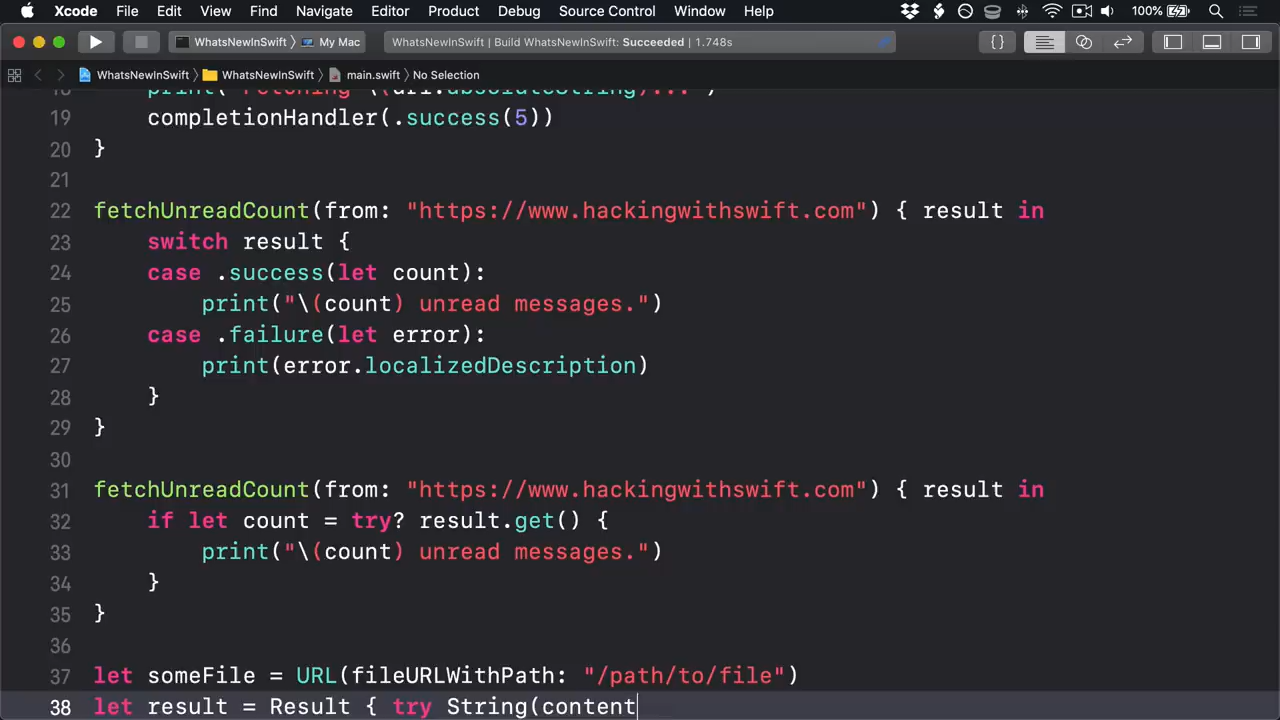 Xcode File Edit View Find Navigate Editor Product Debug Source Control Window Help 100%
WhatsNewInSwift My Mac WhatsNewInSwift | Build WhatsNewInSwift: Succeeded | 1.748s
WhatsNewInSwift WhatsNewInSwift main.swift No Selection
18 print("Fetching \(url.absoluteString)...")
19 completionHandler(.success(5))
20 }
21
22 fetchUnreadCount(from: "https://www.hackingwithswift.com") { result in
23 switch result {
24 case .success(let count):
25 print("\(count) unread messages.")
26 case .failure(let error):
27 print(error.localizedDescription)
28 }
29 }
30
31 fetchUnreadCount(from: "https://www.hackingwithswift.com") { result in
32 if let count = try? result.get() {
33 print("\(count) unread messages.")
34 }
35 }
36
37 let someFile = URL(fileURLWithPath: "/path/to/file")
38 let result = Result { try String(content